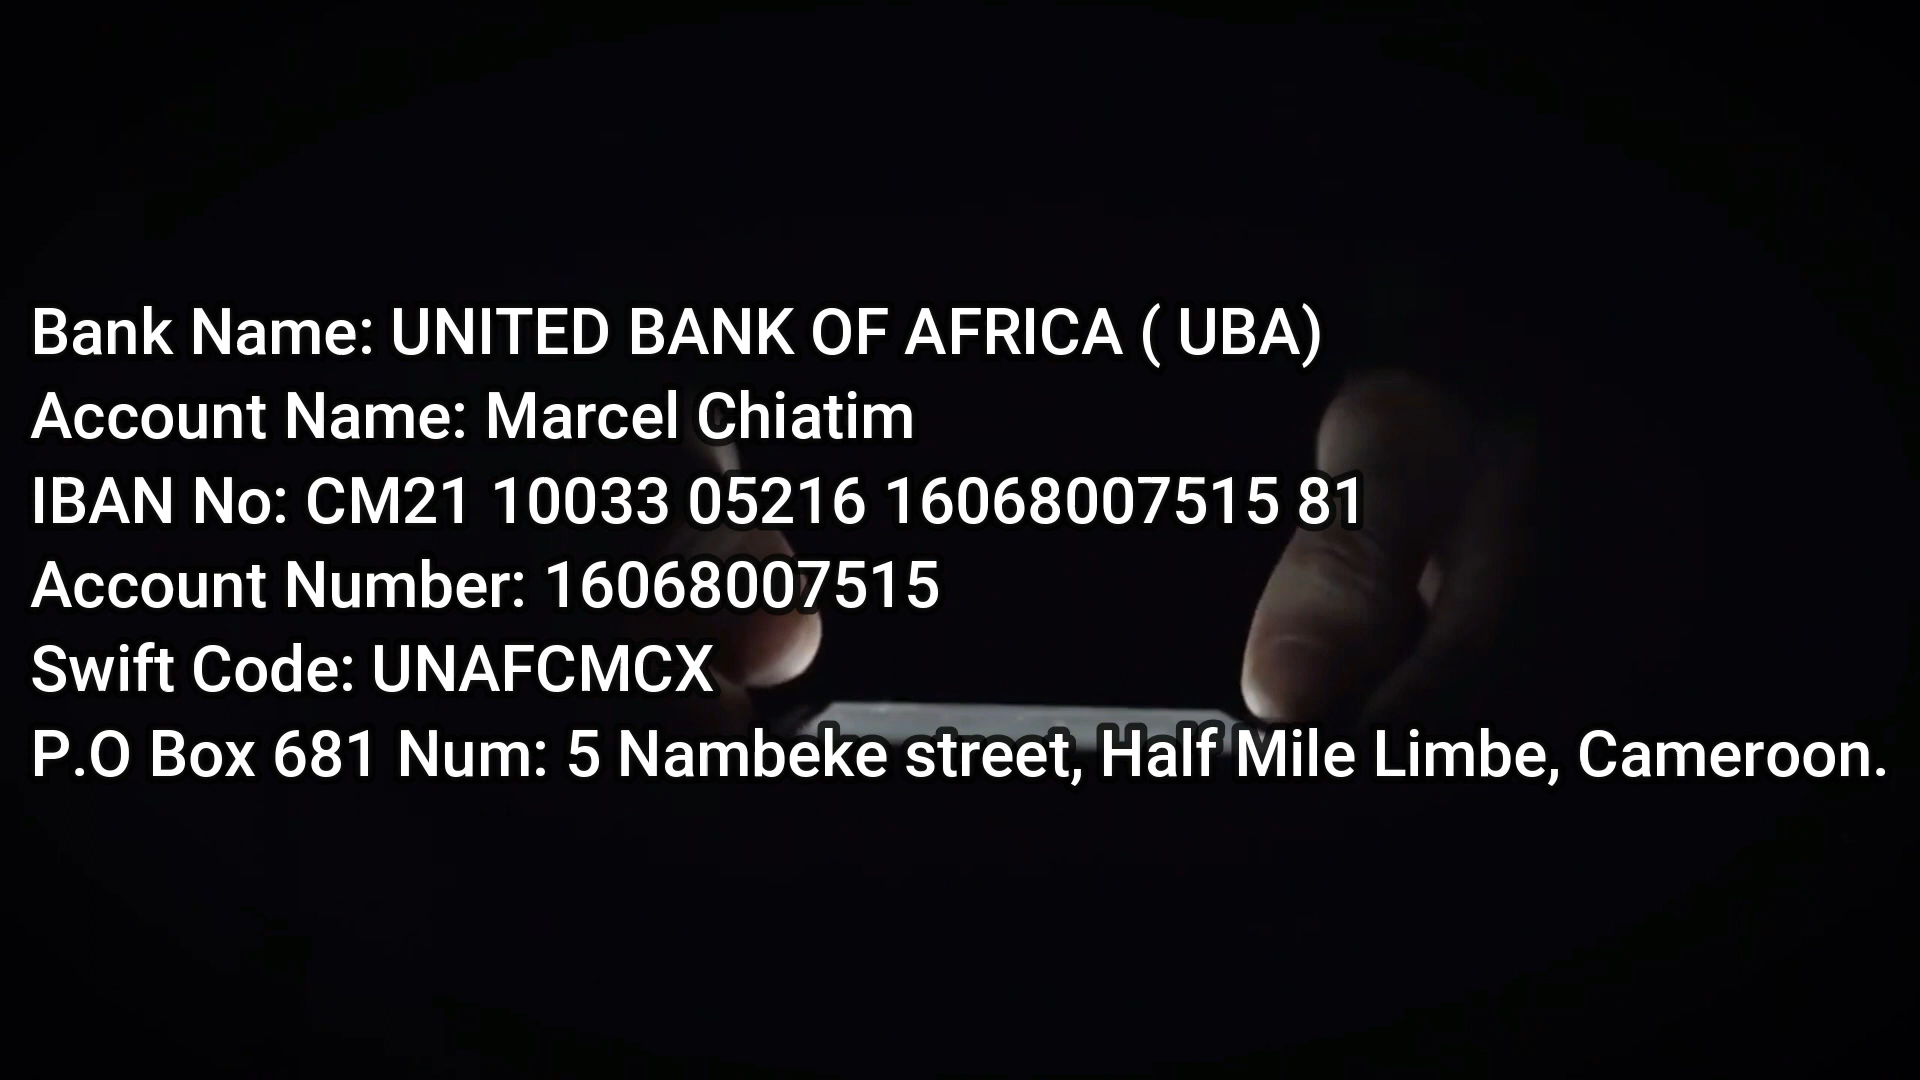 Bank Name: UNITED BANK OF AFRICA ( UBA)
Account Name: Marcel Chiatim
IBAN No: CM21 10033 05216 16068007515 81
Account Number: 16068007515
Swift Code: UNAFCMCX
P.O Box 681 Num: 5 Nambeke street, Half Mile Limbe, Cameroon.